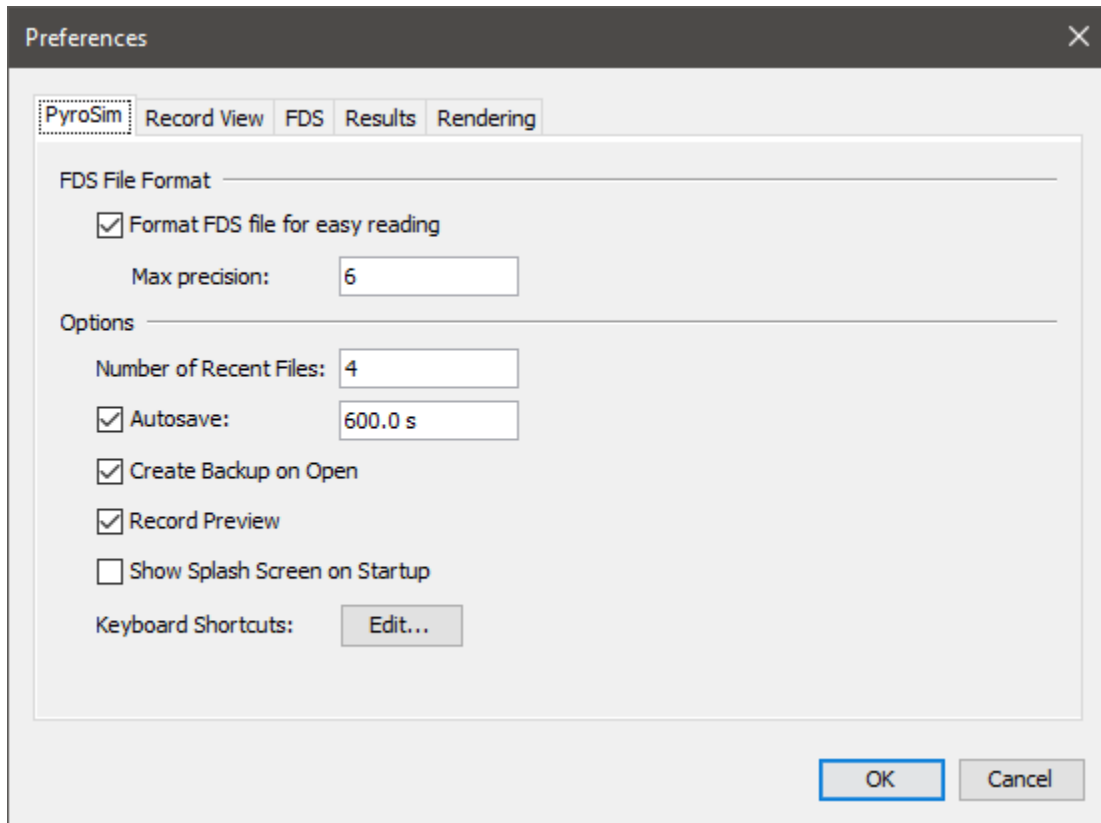 Preferences
PyroSim Record View FDS Results Rendering
FDS File Format
Format FDS file for easy reading
Max precision: 6
Options
Number of Recent Files: 4
Autosave: 600.0 s
Create Backup on Open
Record Preview
Show Splash Screen on Startup
Keyboard Shortcuts: Edit...
OK Cancel